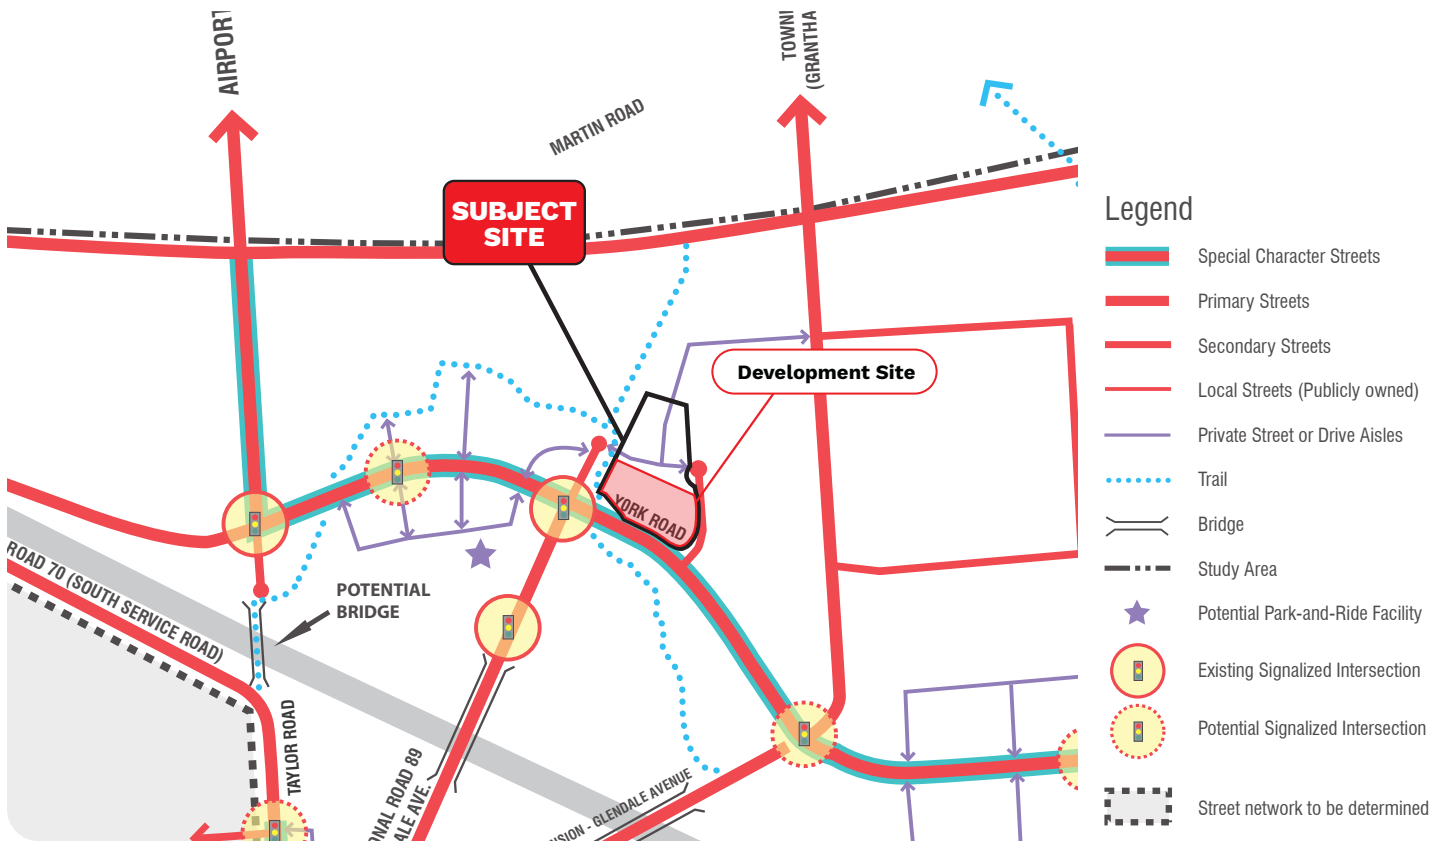 AIRPORT
TOWNL
(GRANTHA
MARTIN ROAD
SUBJECT
SITE
Development Site
YORK ROAD
POTENTIAL
BRIDGE
ROAD 70 (SOUTH SERVICE ROAD)
TAYLOR ROAD
ONAL ROAD 89
ALE AVE.
NSION - GLENDALE AVENUE
Legend
Special Character Streets
Primary Streets
Secondary Streets
Local Streets (Publicly owned)
Private Street or Drive Aisles
Trail
Bridge
Study Area
Potential Park-and-Ride Facility
Existing Signalized Intersection
Potential Signalized Intersection
Street network to be determined